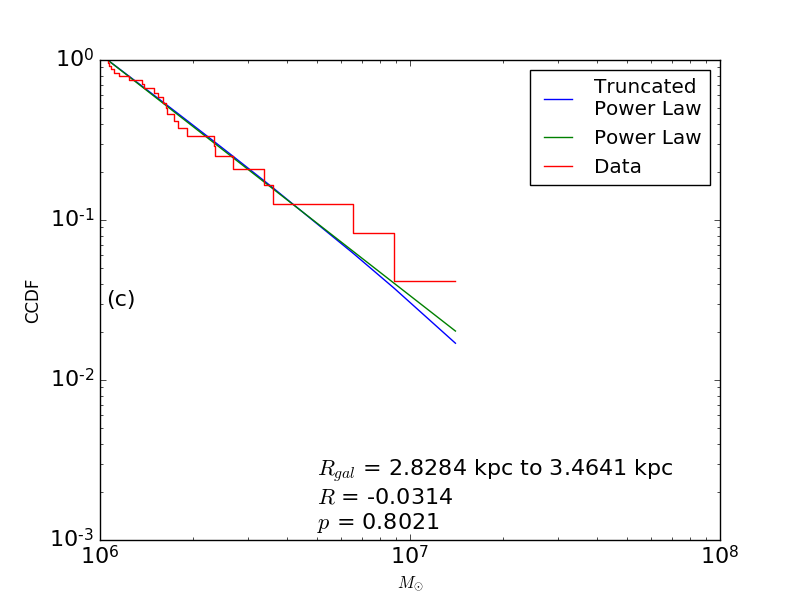 10^0
10^-1
10^-2
10^-3
10^6
10^7
10^8
CCDF
M_⊙
(c)
Truncated
Power Law
Power Law
Data
R_gal = 2.8284 kpc to 3.4641 kpc
R = -0.0314
p = 0.8021